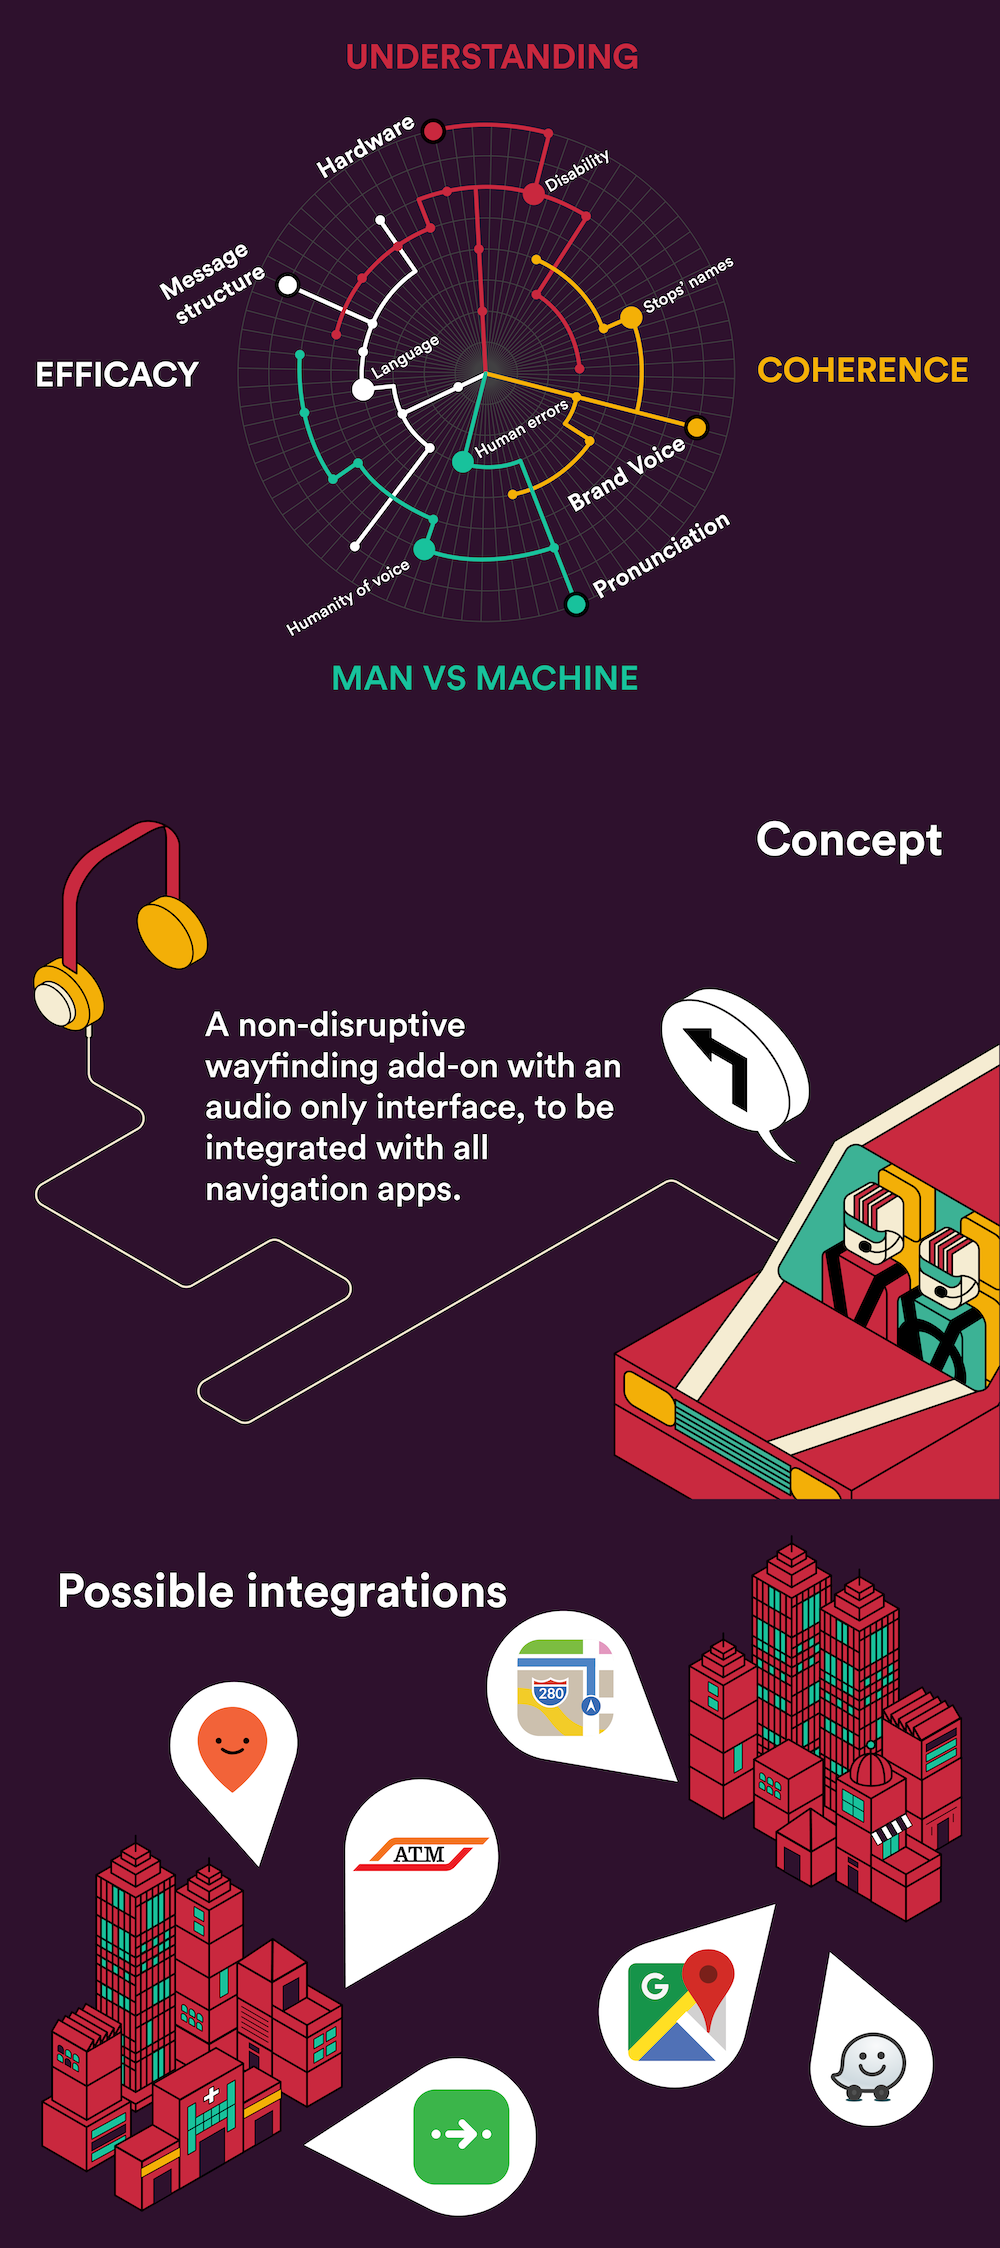 UNDERSTANDING
Hardware
Disability
Message
structure
Stops' names
Language
EFFICACY
COHERENCE
Human errors
Brand Voice
Pronunciation
Humanity of voice
MAN VS MACHINE
Concept
A non-disruptive
wayfinding add-on with an
audio only interface, to be
integrated with all
navigation apps.
Possible integrations
280
ATM
G